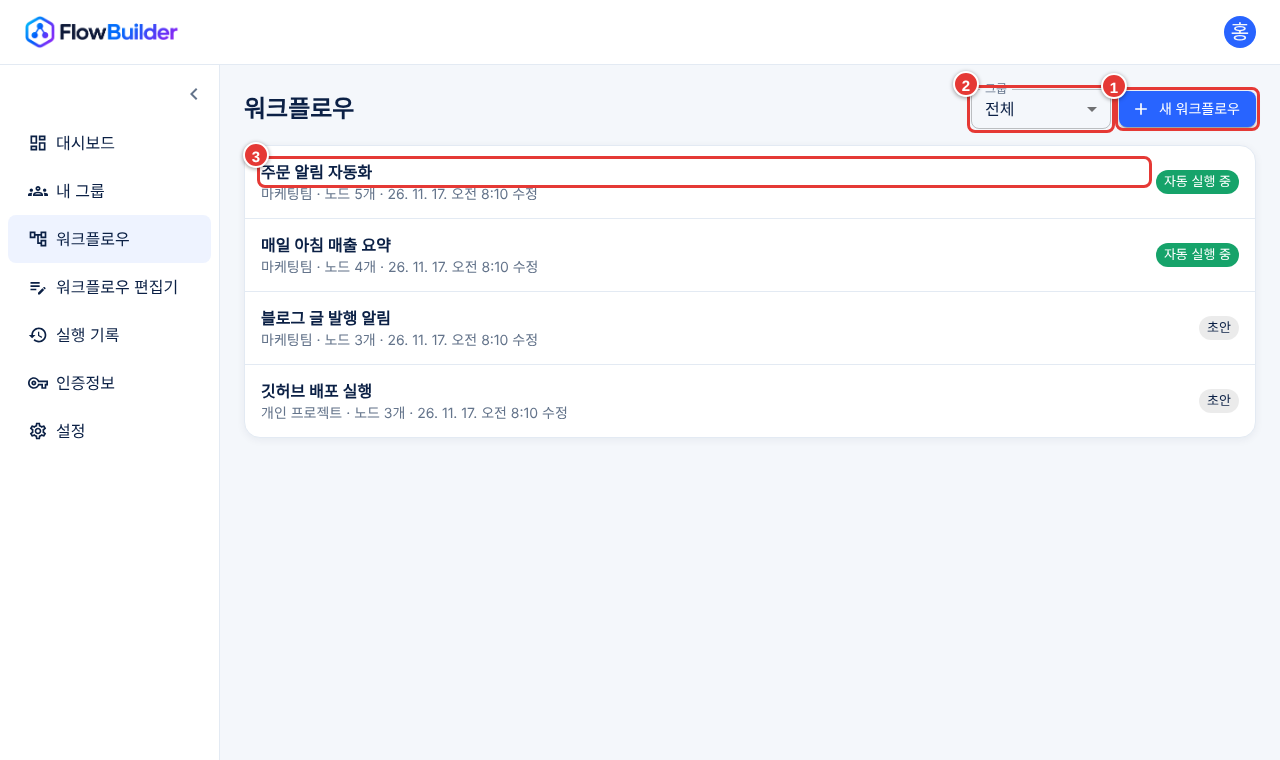 FlowBuilder
홍
대시보드
내 그룹
워크플로우
워크플로우 편집기
실행 기록
인증정보
설정
워크플로우
2
그룹
전체
1
+ 새 워크플로우
3
주문 알림 자동화
마케팅팀 · 노드 5개 · 26. 11. 17. 오전 8:10 수정
자동 실행 중
매일 아침 매출 요약
마케팅팀 · 노드 4개 · 26. 11. 17. 오전 8:10 수정
자동 실행 중
블로그 글 발행 알림
마케팅팀 · 노드 3개 · 26. 11. 17. 오전 8:10 수정
초안
깃허브 배포 실행
개인 프로젝트 · 노드 3개 · 26. 11. 17. 오전 8:10 수정
초안